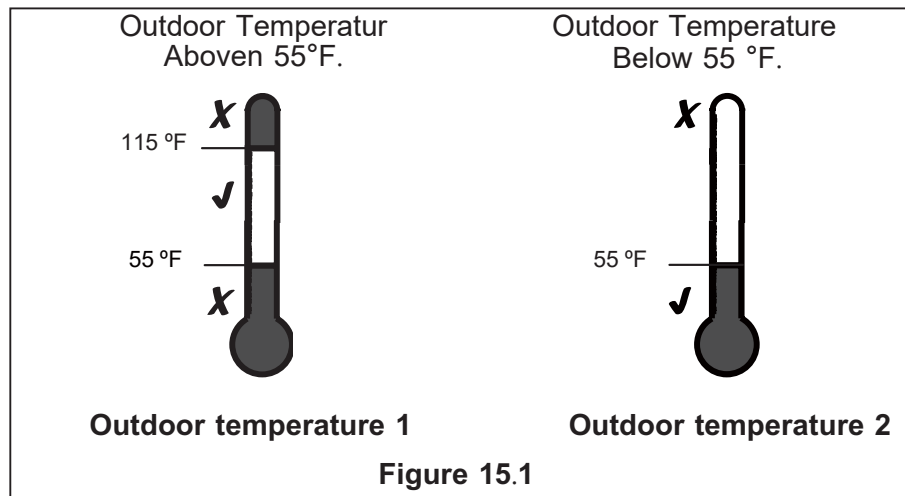 Outdoor Temperatur
Aboven 55°F.
115 ºF
55 ºF
Outdoor temperature 1
Outdoor Temperature
Below 55 °F.
55 ºF
Outdoor temperature 2
Figure 15.1